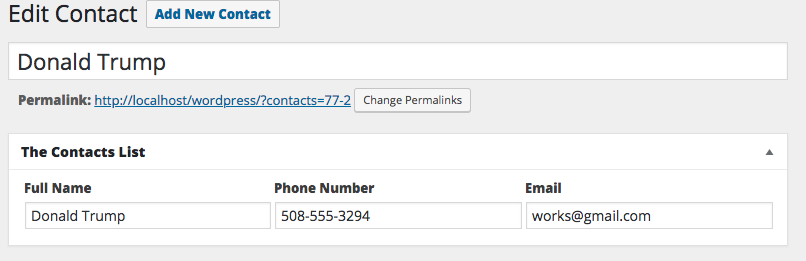 Edit Contact Add New Contact
Donald Trump
Permalink: http://localhost/wordpress/?contacts=77-2 Change Permalinks
The Contacts List
Full Name Phone Number Email
Donald Trump 508-555-3294 works@gmail.com